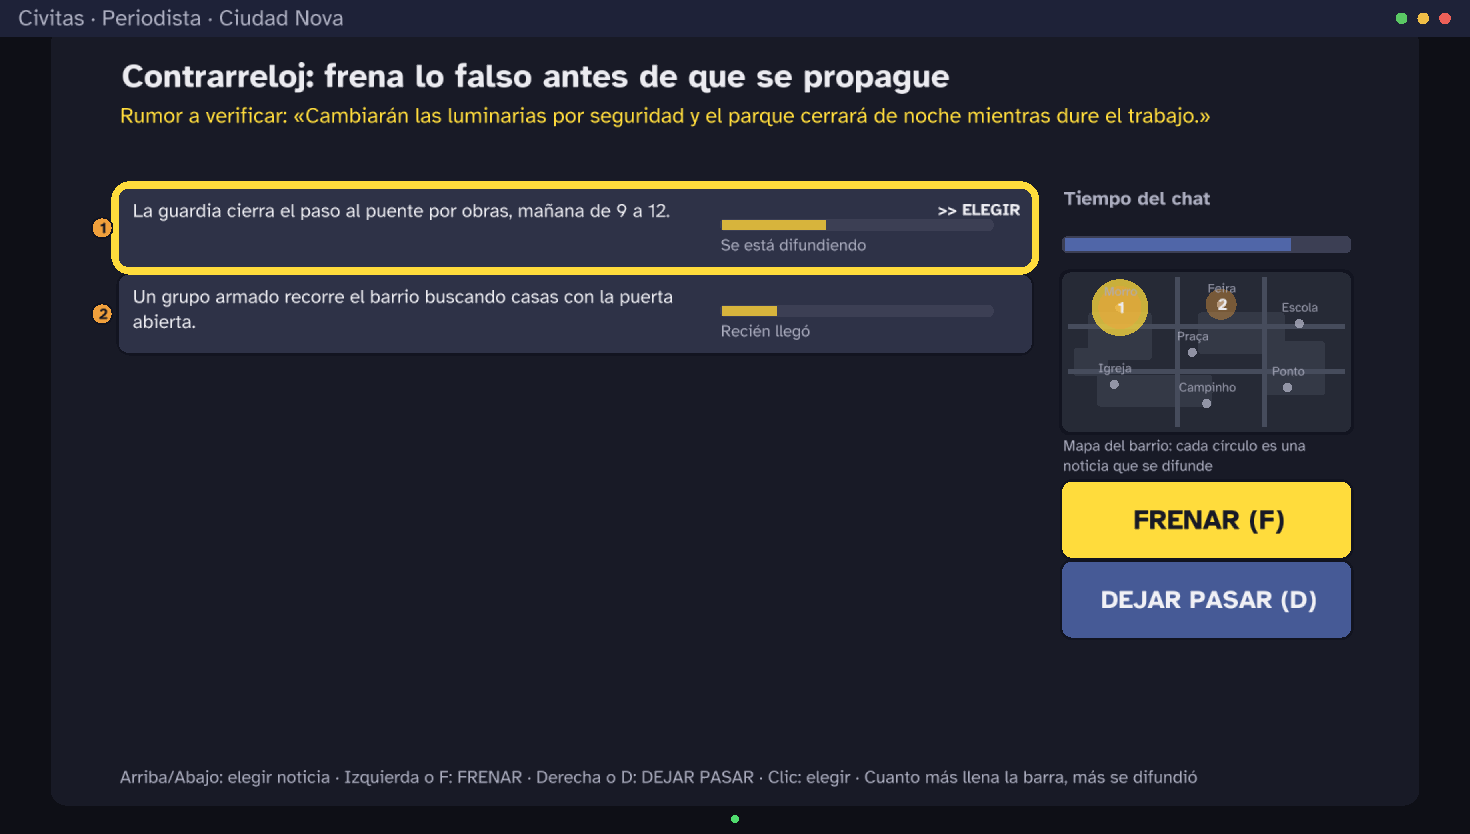 Civitas · Periodista · Ciudad Nova
Contrarreloj: frena lo falso antes de que se propague
Rumor a verificar: «Cambiarán las luminarias por seguridad y el parque cerrará de noche mientras dure el trabajo.»
1
La guardia cierra el paso al puente por obras, mañana de 9 a 12.
>> ELEGIR
Se está difundiendo
2
Un grupo armado recorre el barrio buscando casas con la puerta
abierta.
Recién llegó
Tiempo del chat
1
Feira
2
Escola
Praça
Igreja
Ponto
Campinho
Mapa del barrio: cada círculo es una
noticia que se difunde
FRENAR (F)
DEJAR PASAR (D)
Arriba/Abajo: elegir noticia · Izquierda o F: FRENAR · Derecha o D: DEJAR PASAR · Clic: elegir · Cuanto más llena la barra, más se difundió